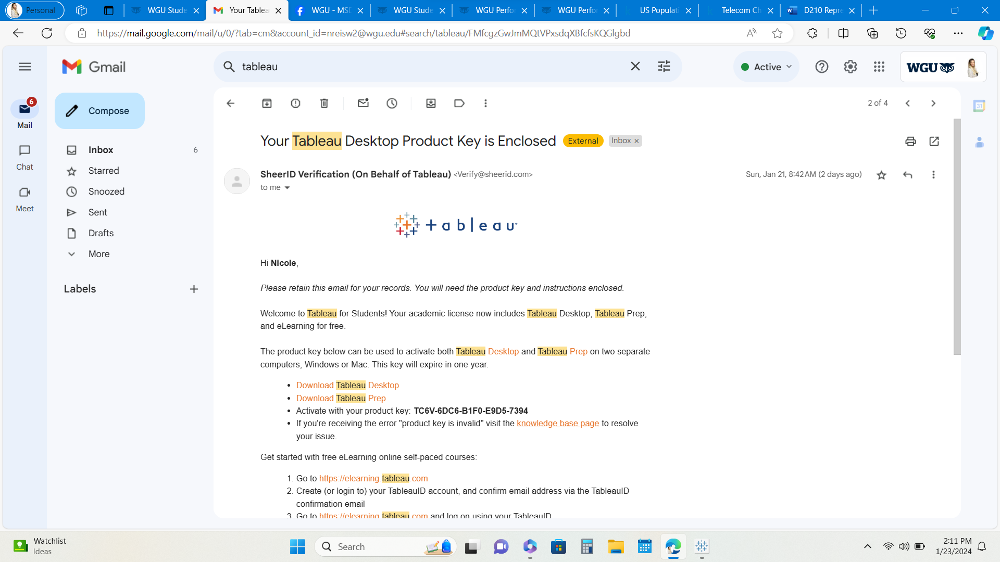 Personal
WGU Stude
Your Tablea
WGU - MSD
WGU Stude
WGU Perfo
WGU Perfo
US Populati
Telecom Ch
D210 Repre
https://mail.google.com/mail/u/0/?tab=cm&account_id=nreisw2@wgu.edu#search/tableau/FMfcgzGwJmMQtVPxsdqXBfcfsKQGlgbd
Gmail
tableau
Active
WGU
6
Mail
Chat
Meet
Compose
Inbox 6
Starred
Snoozed
Sent
Drafts
More
Labels
2 of 4
31
Your Tableau Desktop Product Key is Enclosed External Inbox
SheerID Verification (On Behalf of Tableau) <Verify@sheerid.com> Sun, Jan 21, 8:42 AM (2 days ago)
to me
+ableau
Hi Nicole,
Please retain this email for your records. You will need the product key and instructions enclosed.
Welcome to Tableau for Students! Your academic license now includes Tableau Desktop, Tableau Prep,
and eLearning for free.
The product key below can be used to activate both Tableau Desktop and Tableau Prep on two separate
computers, Windows or Mac. This key will expire in one year.
• Download Tableau Desktop
• Download Tableau Prep
• Activate with your product key: TC6V-6DC6-B1F0-E9D5-7394
• If you're receiving the error "product key is invalid" visit the knowledge base page to resolve
your issue.
Get started with free eLearning online self-paced courses:
1. Go to https://elearning.tableau.com
2. Create (or login to) your TableauID account, and confirm email address via the TableauID
confirmation email
3. Go to https://elearning.tableau.com and log on using your TableauID
Watchlist
Ideas
Search
2:11 PM
1/23/2024